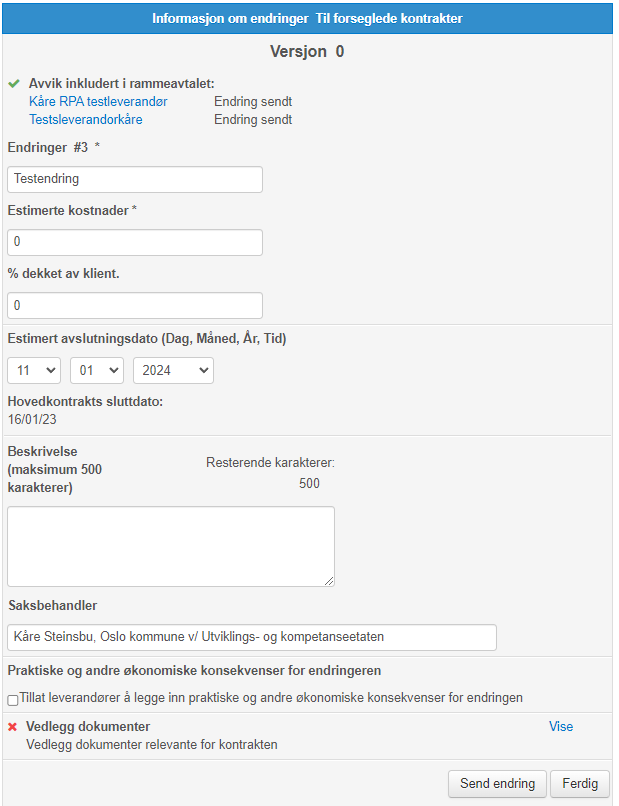 Informasjon om endringer Til forseglede kontrakter
Versjon 0
Avvik inkludert i rammeavtalet:
Kåre RPA testleverandør Endring sendt
Testsleverandorkåre Endring sendt
Endringer #3 *
Testendring
Estimerte kostnader *
0
% dekket av klient.
0
Estimert avslutningsdato (Dag, Måned, År, Tid)
11 01 2024
Hovedkontrakts sluttdato:
16/01/23
Beskrivelse
(maksimum 500
karakterer)
Resterende karakterer:
500
Saksbehandler
Kåre Steinsbu, Oslo kommune v/ Utviklings- og kompetanseetaten
Praktiske og andre økonomiske konsekvenser for endringeren
Tillat leverandører å legge inn praktiske og andre økonomiske konsekvenser for endringen
Vedlegg dokumenter Vise
Vedlegg dokumenter relevante for kontrakten
Send endring Ferdig